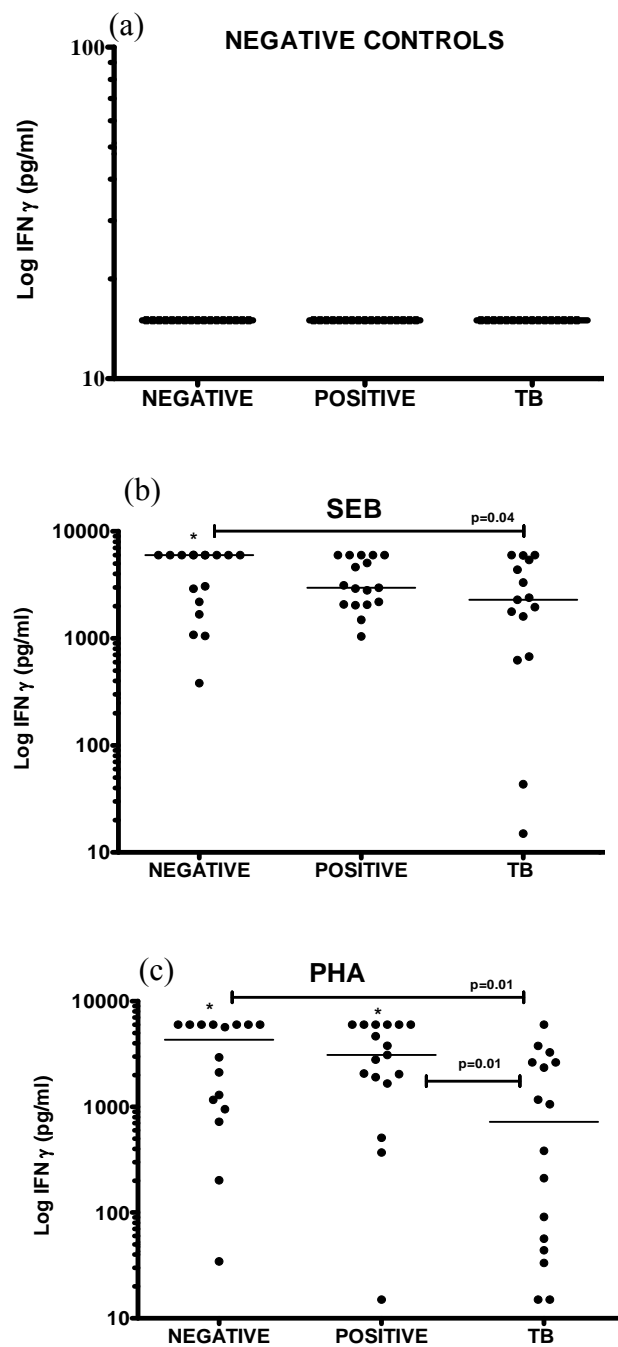 (a)
NEGATIVE CONTROLS
Log IFN γ (pg/ml)
100
10
NEGATIVE POSITIVE TB
(b)
SEB
p=0.04
*
Log IFN γ (pg/ml)
10000
1000
100
10
NEGATIVE POSITIVE TB
(c)
PHA
p=0.01
* *
p=0.01
Log IFN γ (pg/ml)
10000
1000
100
10
NEGATIVE POSITIVE TB